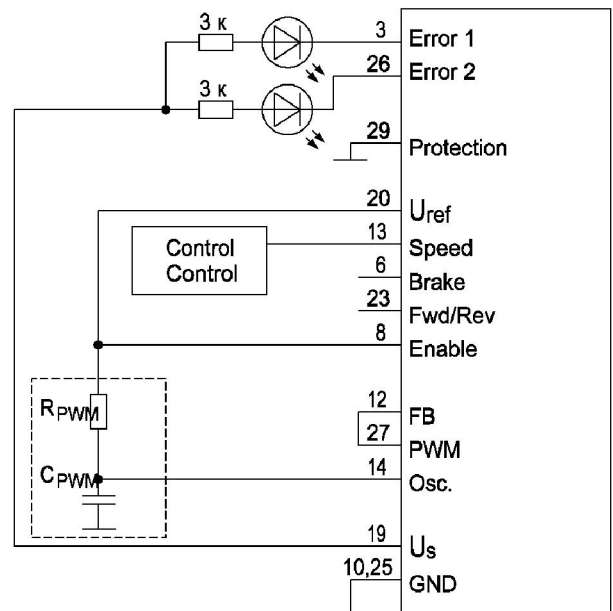 3 к
3
Error 1
26
Error 2
3 к
29
Protection
20
Uref
Control
Control
13
Speed
6
Brake
23
Fwd/Rev
8
Enable
RPWM
12
FB
27
PWM
CPWM
14
Osc.
19
Us
10,25
GND